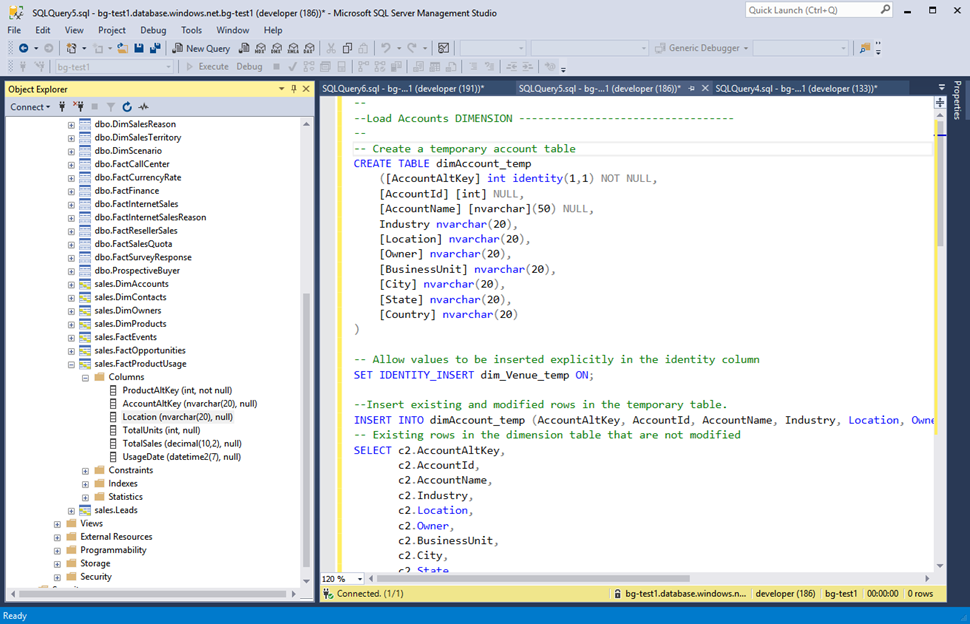 SQLQuery5.sql - bg-test1.database.windows.net.bg-test1 (developer (186))* - Microsoft SQL Server Management Studio
Quick Launch (Ctrl+Q)
File Edit View Project Debug Tools Window Help
New Query
MDX
DMX
XMLA
DAX
Generic Debugger
bg-test1
Execute Debug
Object Explorer
Connect
dbo.DimSalesReason
dbo.DimSalesTerritory
dbo.DimScenario
dbo.FactCallCenter
dbo.FactCurrencyRate
dbo.FactFinance
dbo.FactInternetSales
dbo.FactInternetSalesReason
dbo.FactResellerSales
dbo.FactSalesQuota
dbo.FactSurveyResponse
dbo.ProspectiveBuyer
sales.DimAccounts
sales.DimContacts
sales.DimOwners
sales.DimProducts
sales.FactEvents
sales.FactOpportunities
sales.FactProductUsage
Columns
ProductAltKey (int, not null)
AccountAltKey (nvarchar(20), null)
Location (nvarchar(20), null)
TotalUnits (int, null)
TotalSales (decimal(10,2), null)
UsageDate (datetime2(7), null)
Constraints
Indexes
Statistics
sales.Leads
Views
External Resources
Programmability
Storage
Security
SQLQuery6.sql - bg-...1 (developer (191))*
SQLQuery5.sql - bg-...1 (developer (186))*
SQLQuery4.sql - bg-...1 (developer (133))*
Properties
--
--Load Accounts DIMENSION ----------------------------------
--
-- Create a temporary account table
CREATE TABLE dimAccount_temp
([AccountAltKey] int identity(1,1) NOT NULL,
[AccountId] [int] NULL,
[AccountName] [nvarchar](50) NULL,
Industry nvarchar(20),
[Location] nvarchar(20),
[Owner] nvarchar(20),
[BusinessUnit] nvarchar(20),
[City] nvarchar(20),
[State] nvarchar(20),
[Country] nvarchar(20)
)
-- Allow values to be inserted explicitly in the identity column
SET IDENTITY_INSERT dim_Venue_temp ON;
--Insert existing and modified rows in the temporary table.
INSERT INTO dimAccount_temp (AccountAltKey, AccountId, AccountName, Industry, Location, Owne
-- Existing rows in the dimension table that are not modified
SELECT c2.AccountAltKey,
c2.AccountId,
c2.AccountName,
c2.Industry,
c2.Location,
c2.Owner,
c2.BusinessUnit,
c2.City,
c2.State
120 %
Connected. (1/1)
bg-test1.database.windows.n... developer (186) bg-test1 00:00:00 0 rows
Ready